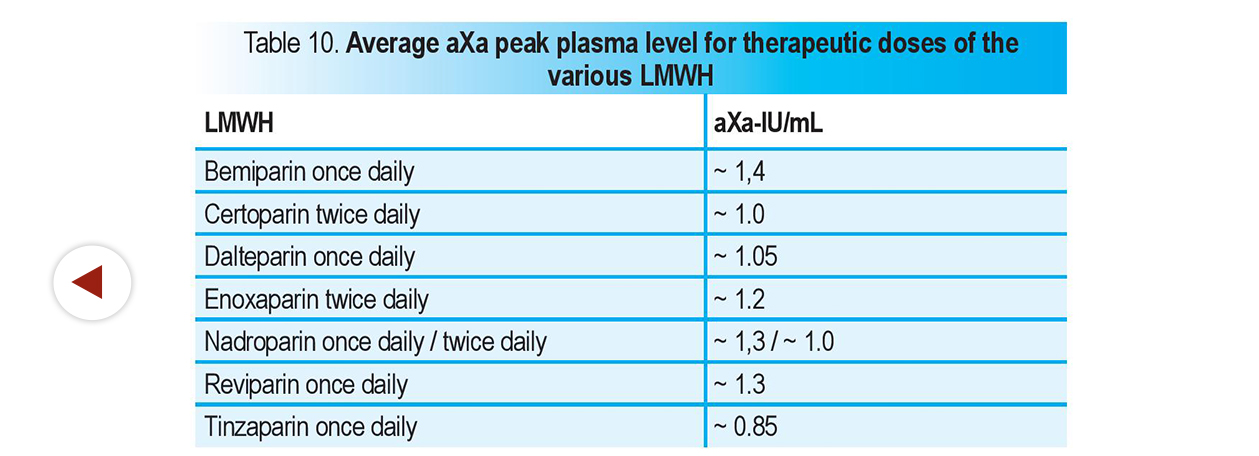 Table 10. Average aXa peak plasma level for therapeutic doses of the
various LMWH
LMWH aXa-IU/mL
Bemiparin once daily ~ 1,4
Certoparin twice daily ~ 1.0
Dalteparin once daily ~ 1.05
Enoxaparin twice daily ~ 1.2
Nadroparin once daily / twice daily ~ 1,3 / ~ 1.0
Reviparin once daily ~ 1.3
Tinzaparin once daily ~ 0.85